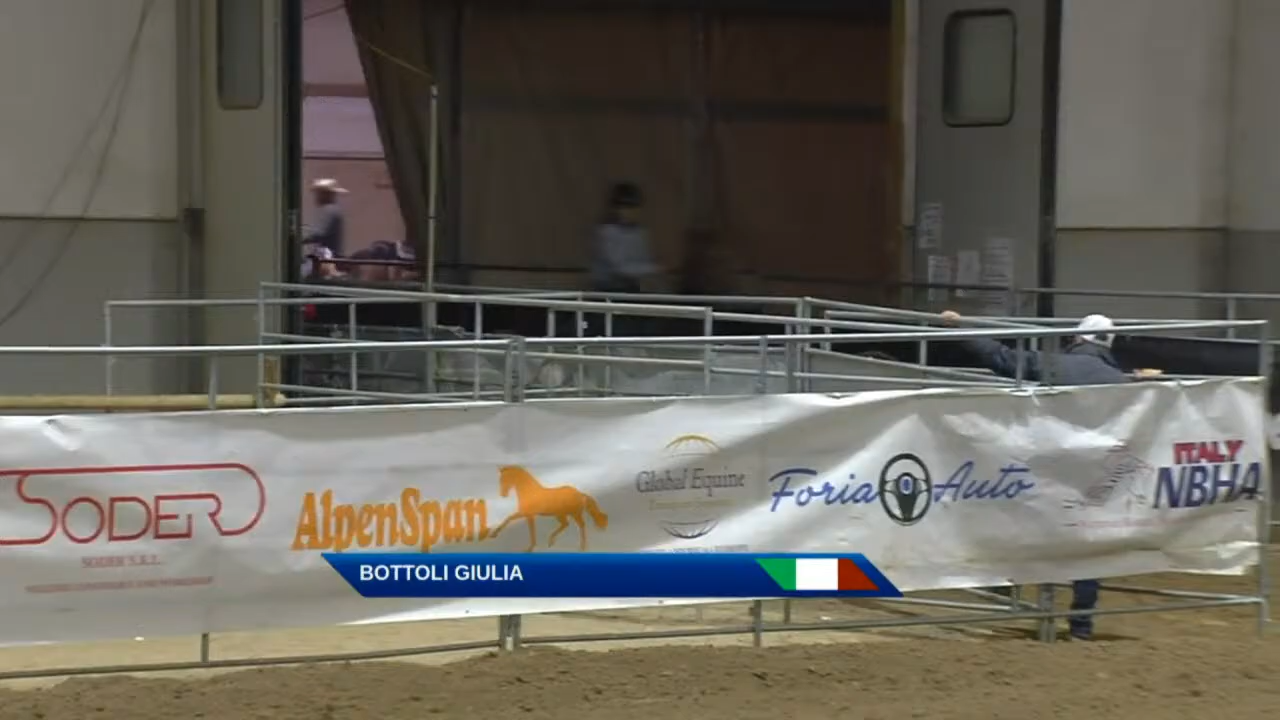 SODER
SODER S.R.L.
AlpenSpan
Global Equine
Foria Auto
ITALY
NBHA
BOTTOLI GIULIA